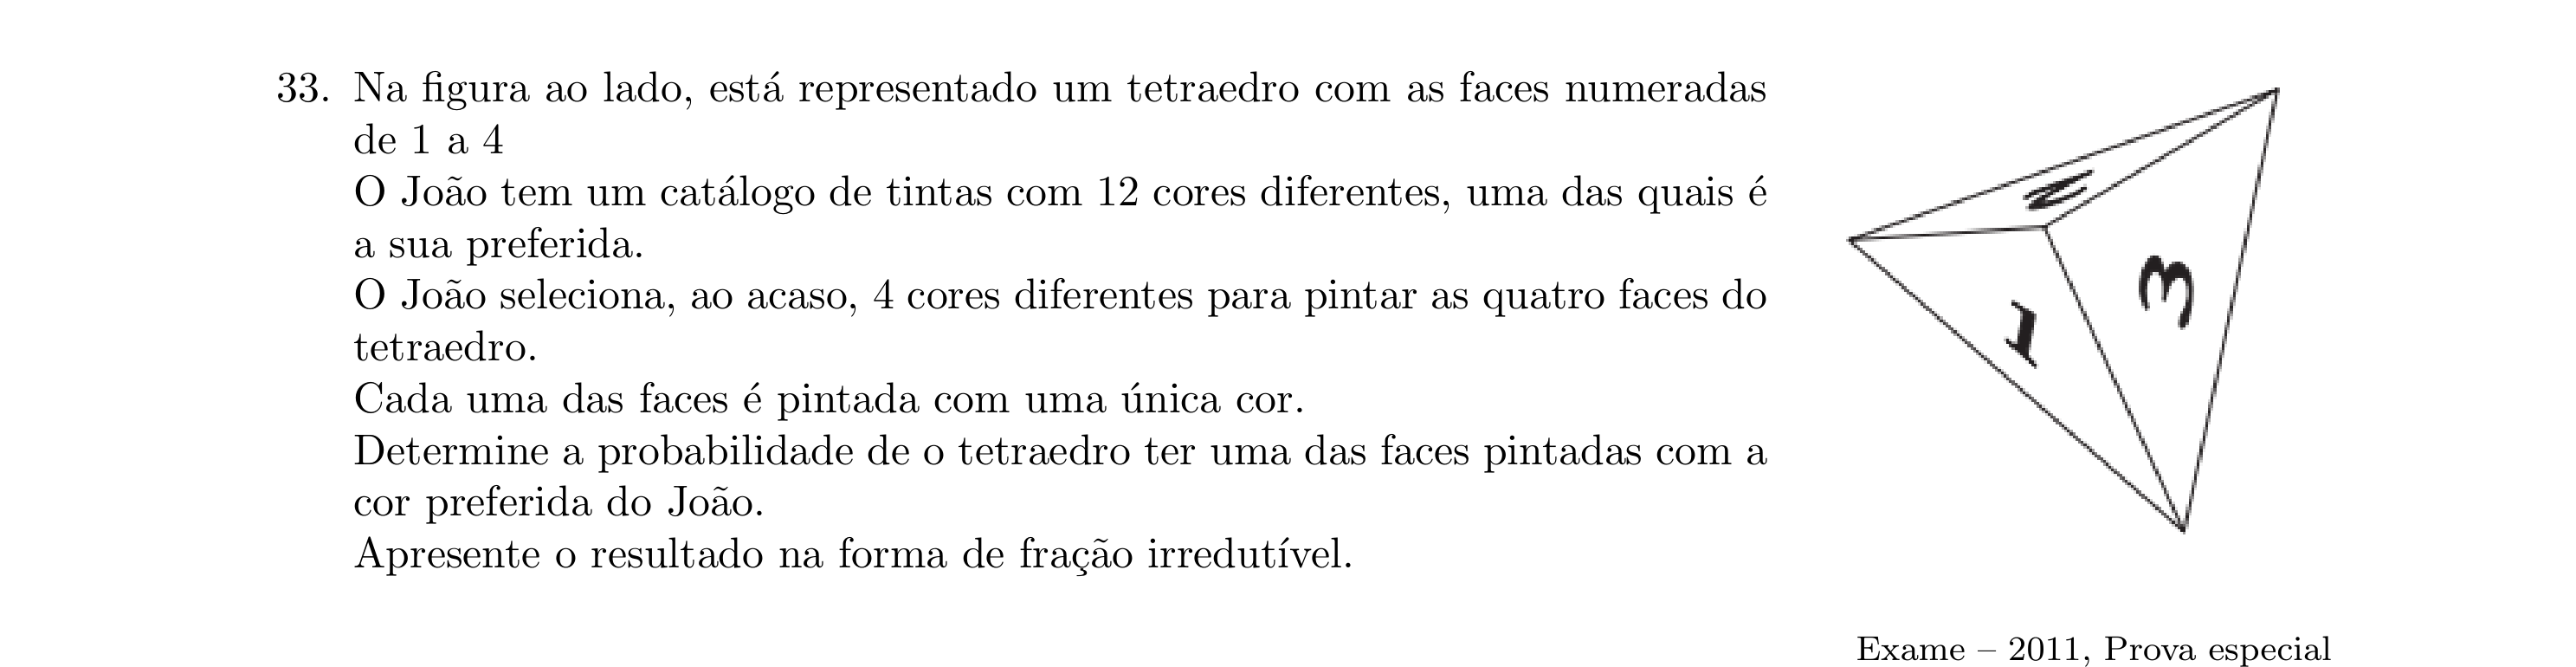 33. Na figura ao lado, está representado um tetraedro com as faces numeradas
de 1 a 4
O João tem um catálogo de tintas com 12 cores diferentes, uma das quais é
a sua preferida.
O João seleciona, ao acaso, 4 cores diferentes para pintar as quatro faces do
tetraedro.
Cada uma das faces é pintada com uma única cor.
Determine a probabilidade de o tetraedro ter uma das faces pintadas com a
cor preferida do João.
Apresente o resultado na forma de fração irredutível.
2
3
1
Exame – 2011, Prova especial